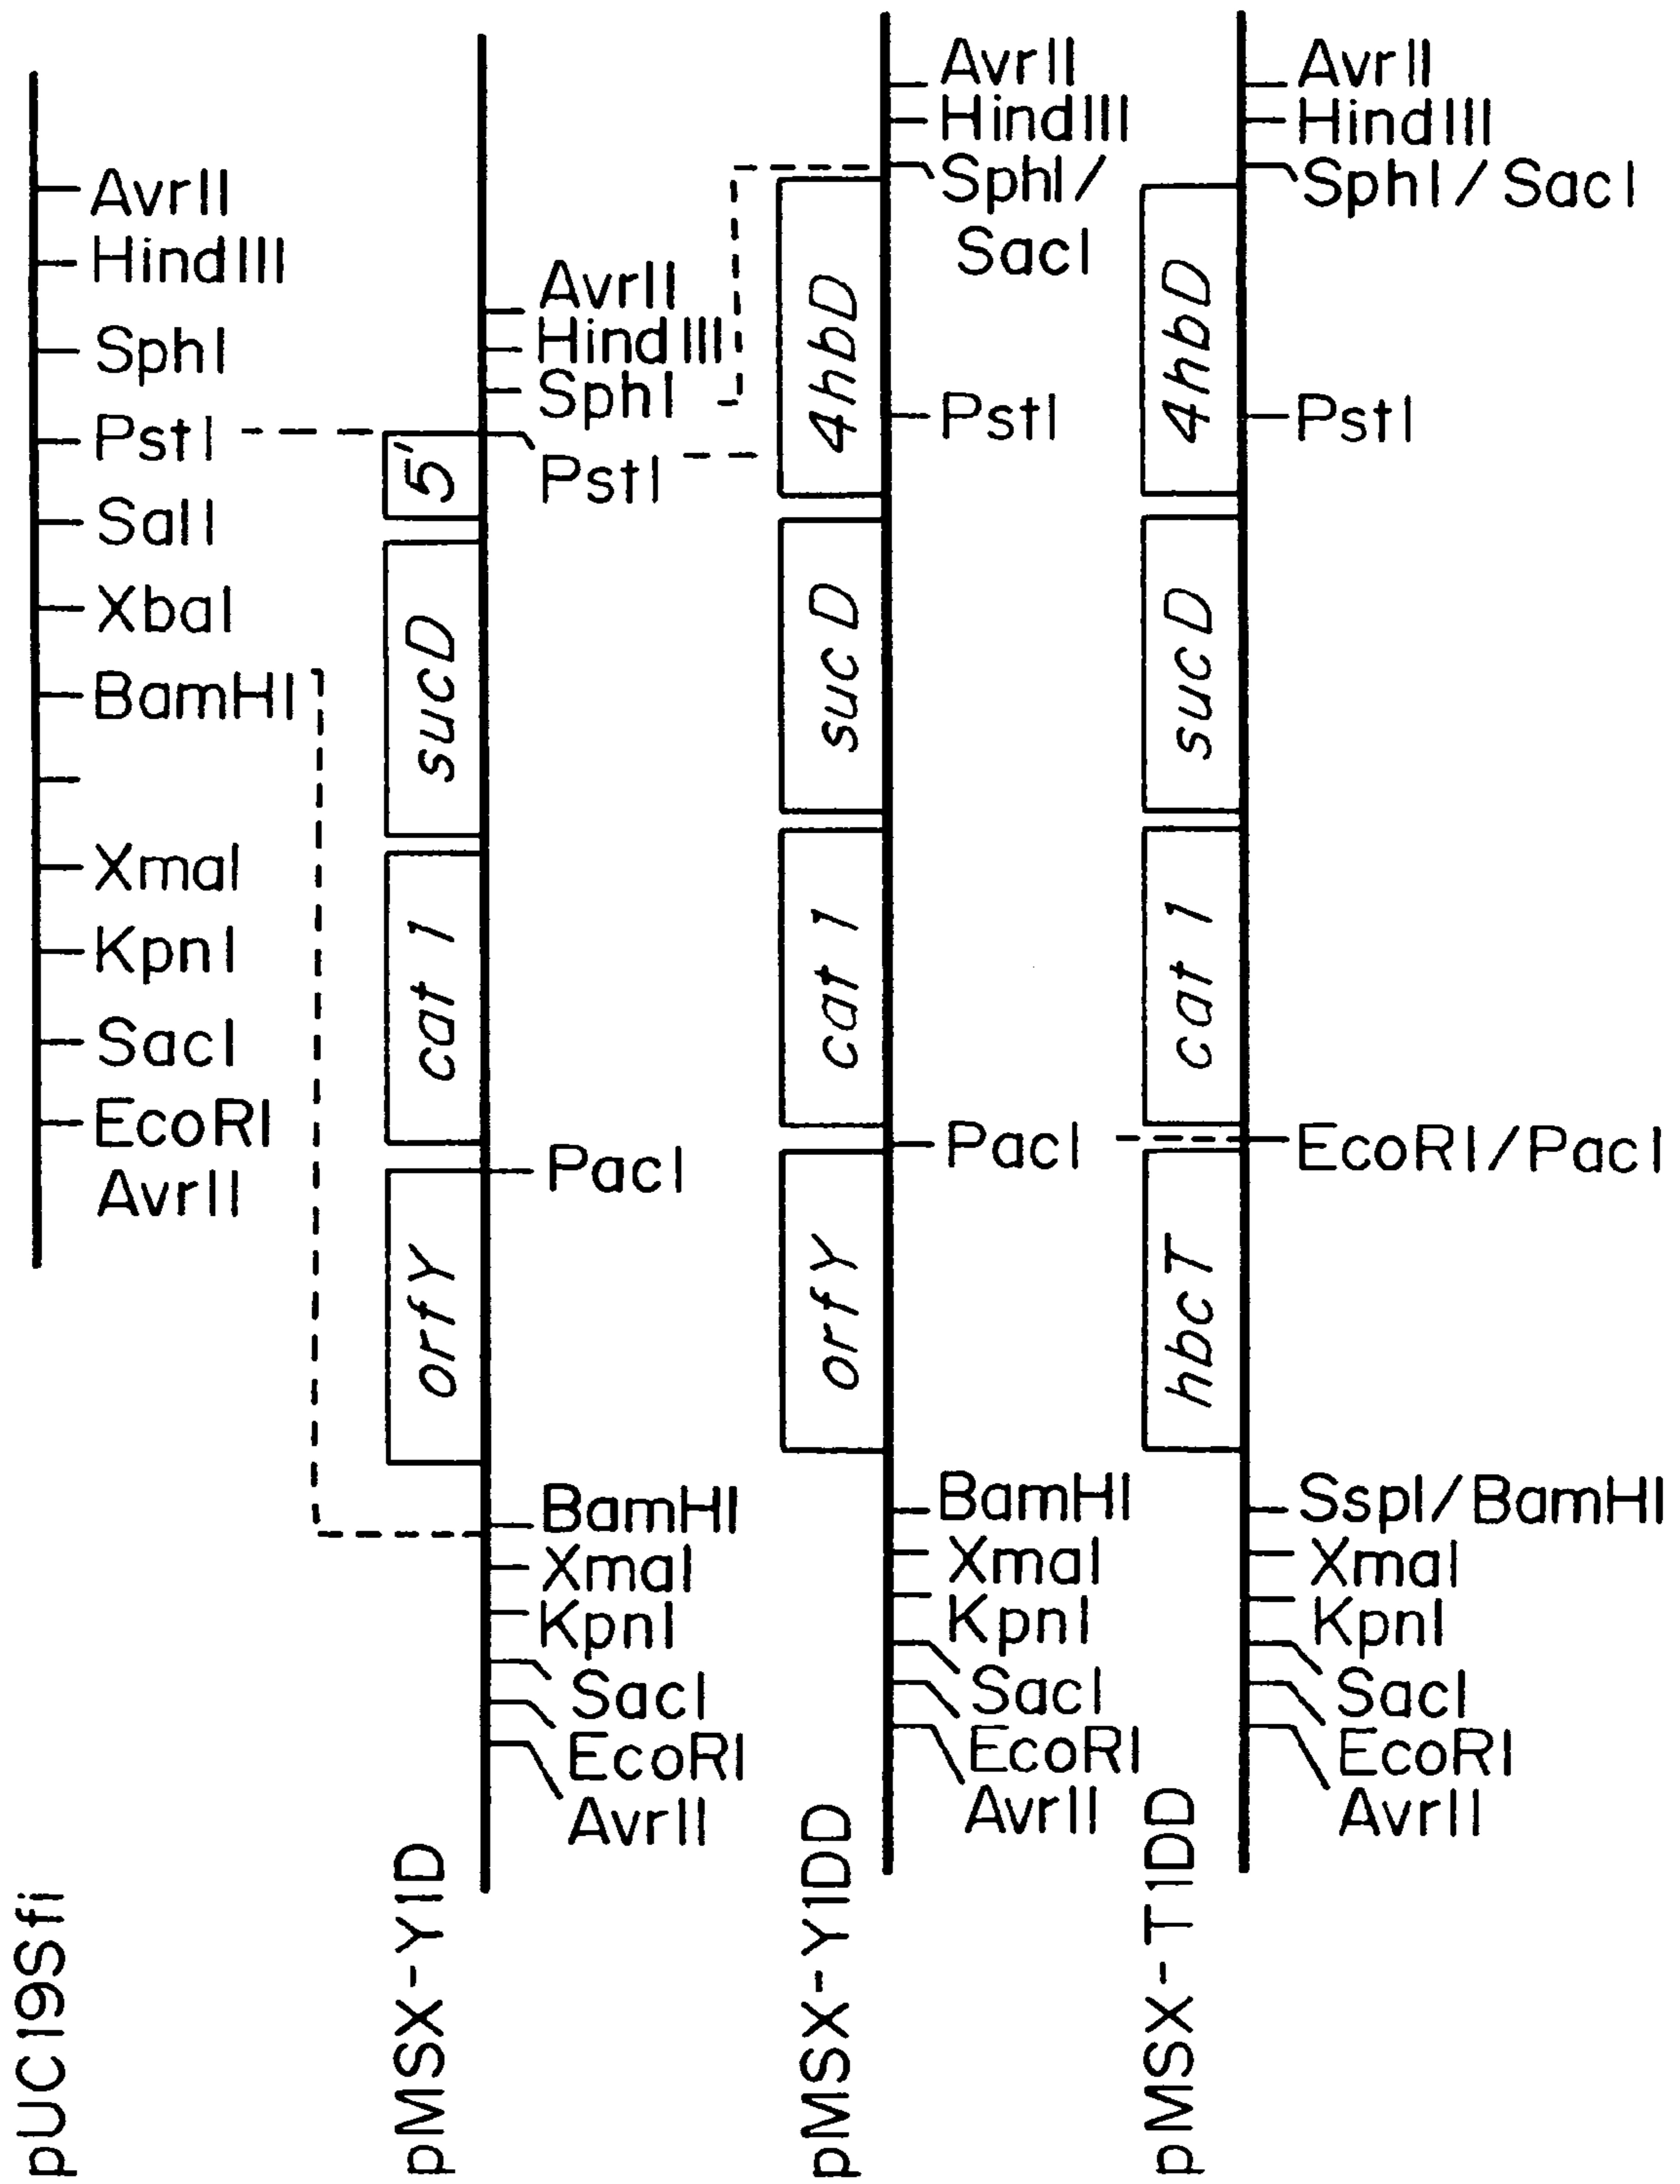 AvrII
HindIII
SphI
PstI
SalI
XbaI
BamHI
XmaI
KpnI
SacI
EcoRI
AvrII
pUC19Sfi
AvrII
HindIII
SphI
PstI
5'
sucD
cat 1
orfY
PacI
BamHI
XmaI
KpnI
SacI
EcoRI
AvrII
pMSX-Y1D
AvrII
HindIII
SphI/
SacI
4hbD
PstI
sucD
cat 1
PacI
orfY
BamHI
XmaI
KpnI
SacI
EcoRI
AvrII
pMSX-Y1DD
AvrII
HindIII
SphI/SacI
4hbD
PstI
sucD
cat 1
EcoRI/PacI
hbcT
SspI/BamHI
XmaI
KpnI
SacI
EcoRI
AvrII
pMSX-T1DD